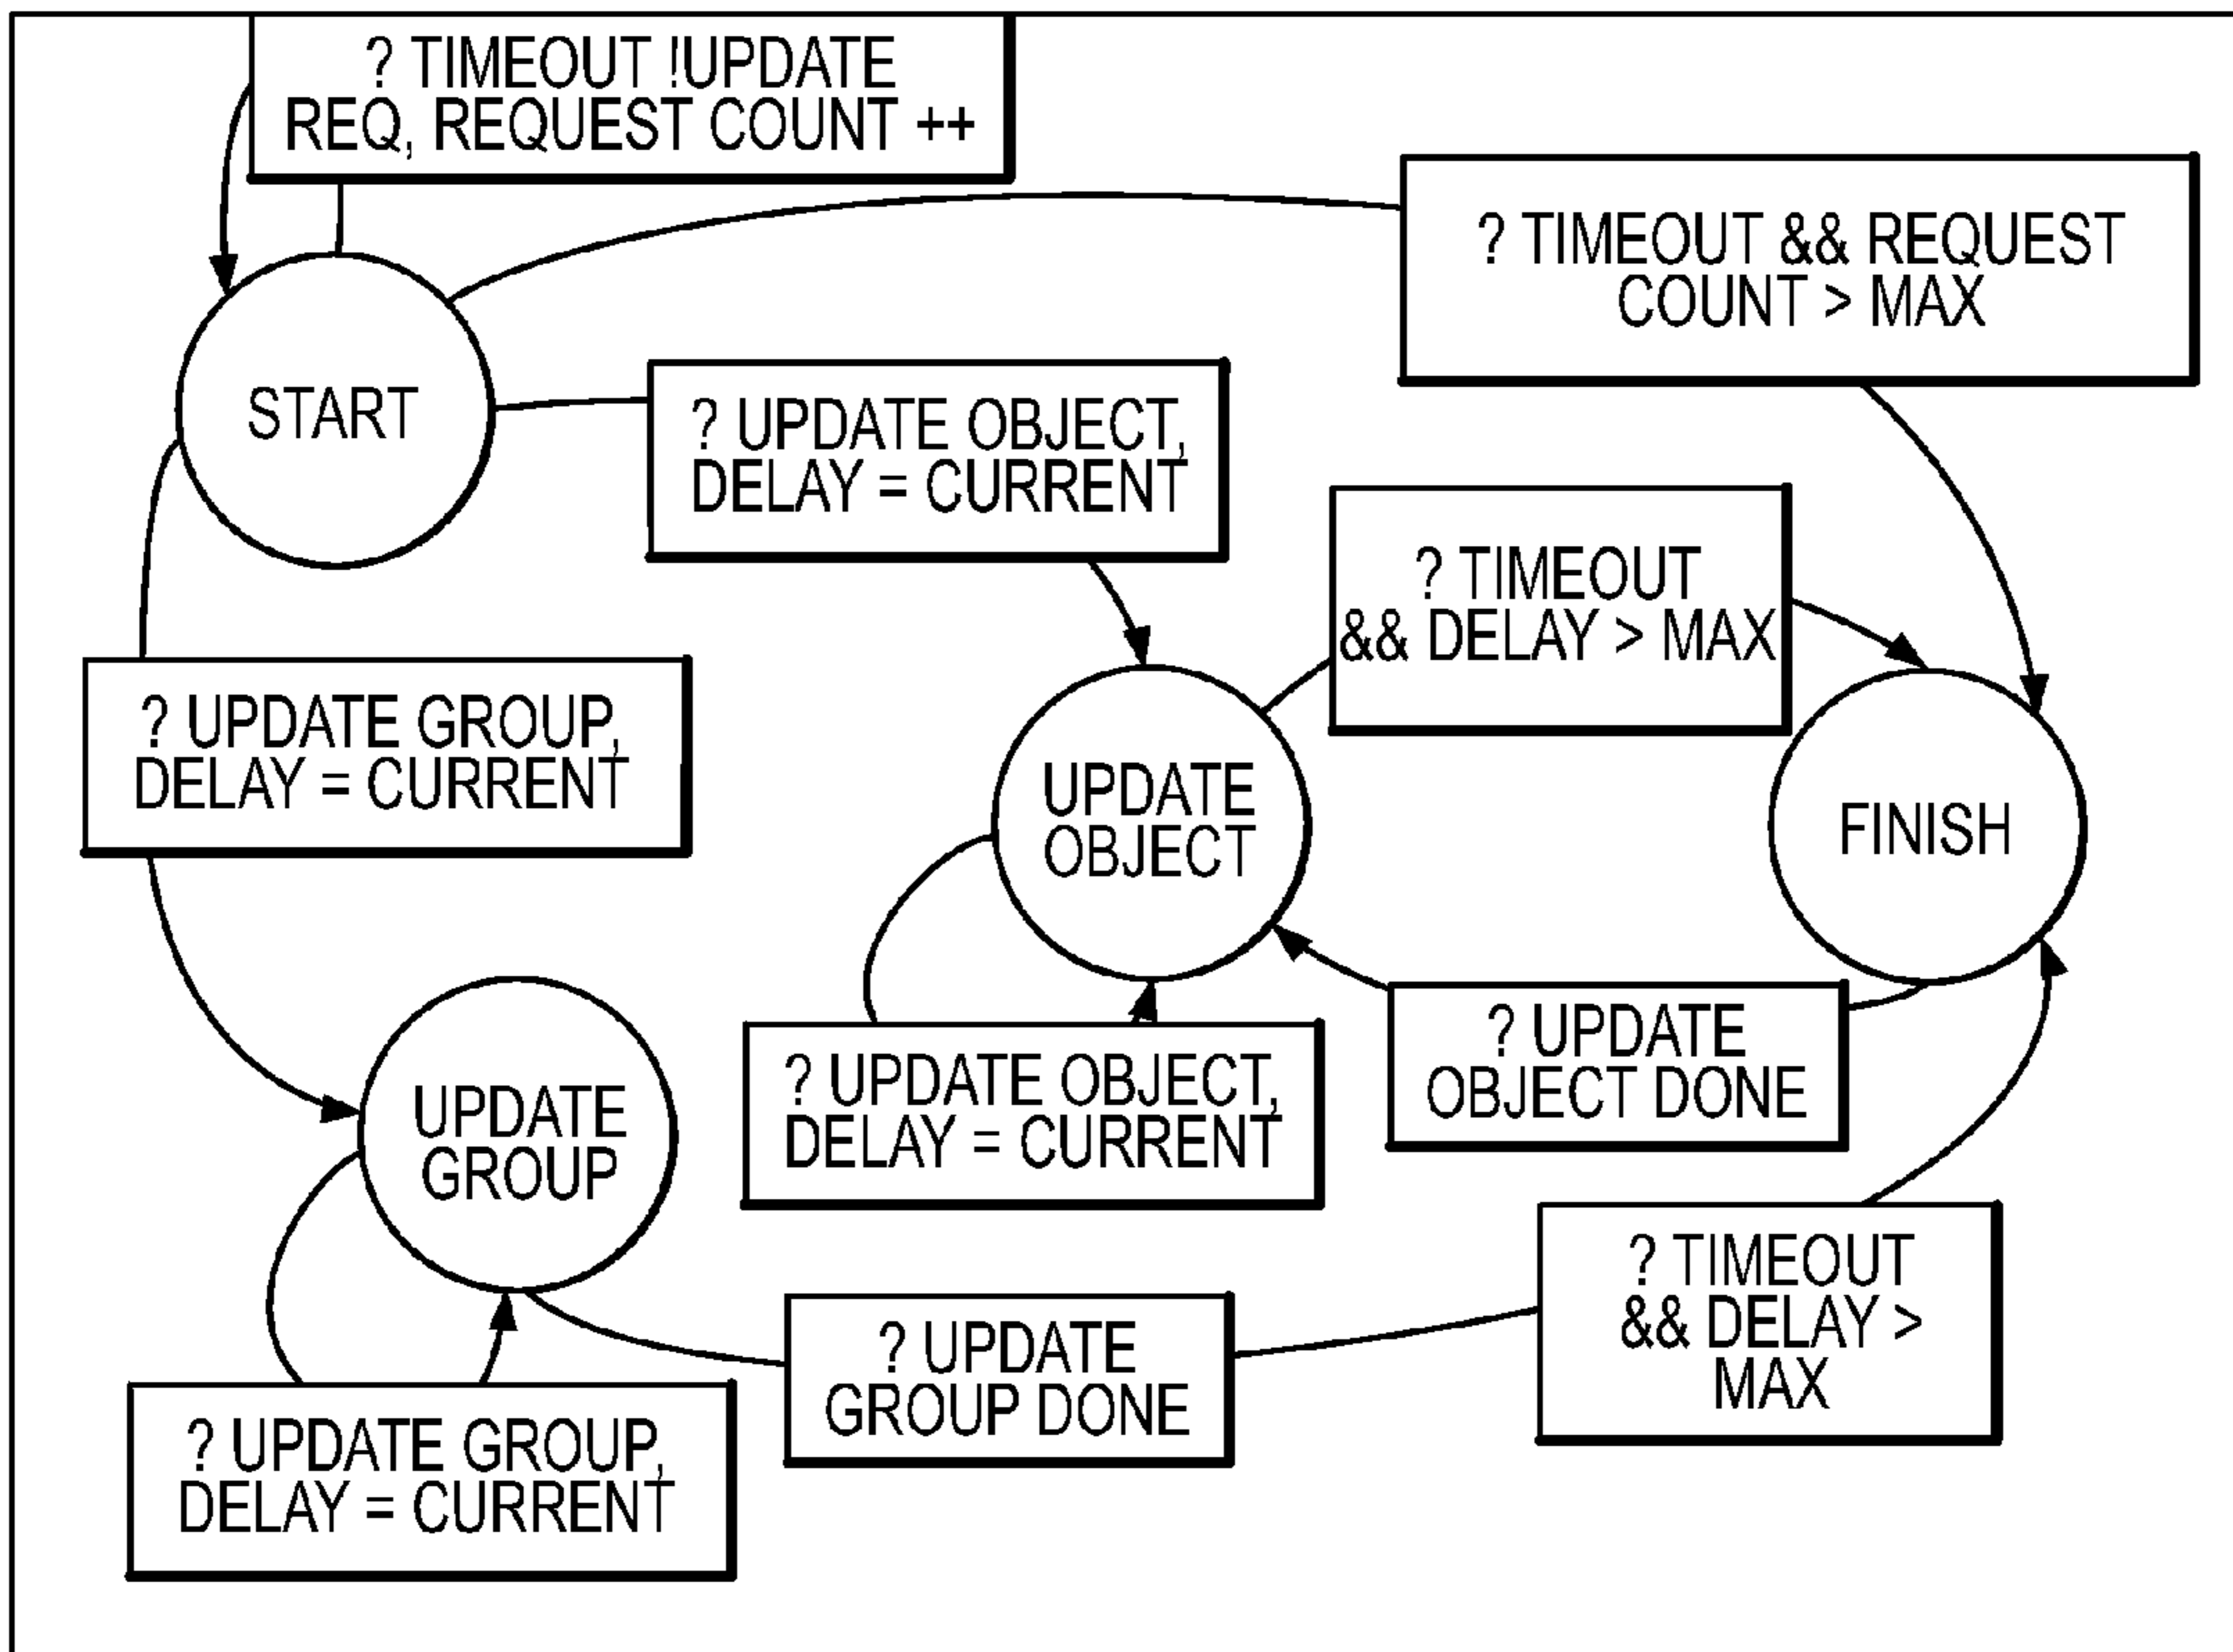 ? TIMEOUT !UPDATE
REQ, REQUEST COUNT ++
? TIMEOUT && REQUEST
COUNT > MAX
START
? UPDATE OBJECT,
DELAY = CURRENT
? TIMEOUT
&& DELAY > MAX
? UPDATE GROUP,
DELAY = CURRENT
UPDATE
OBJECT
FINISH
? UPDATE
OBJECT DONE
? UPDATE OBJECT,
DELAY = CURRENT
UPDATE
GROUP
? TIMEOUT
&& DELAY >
MAX
? UPDATE
GROUP DONE
? UPDATE GROUP,
DELAY = CURRENT